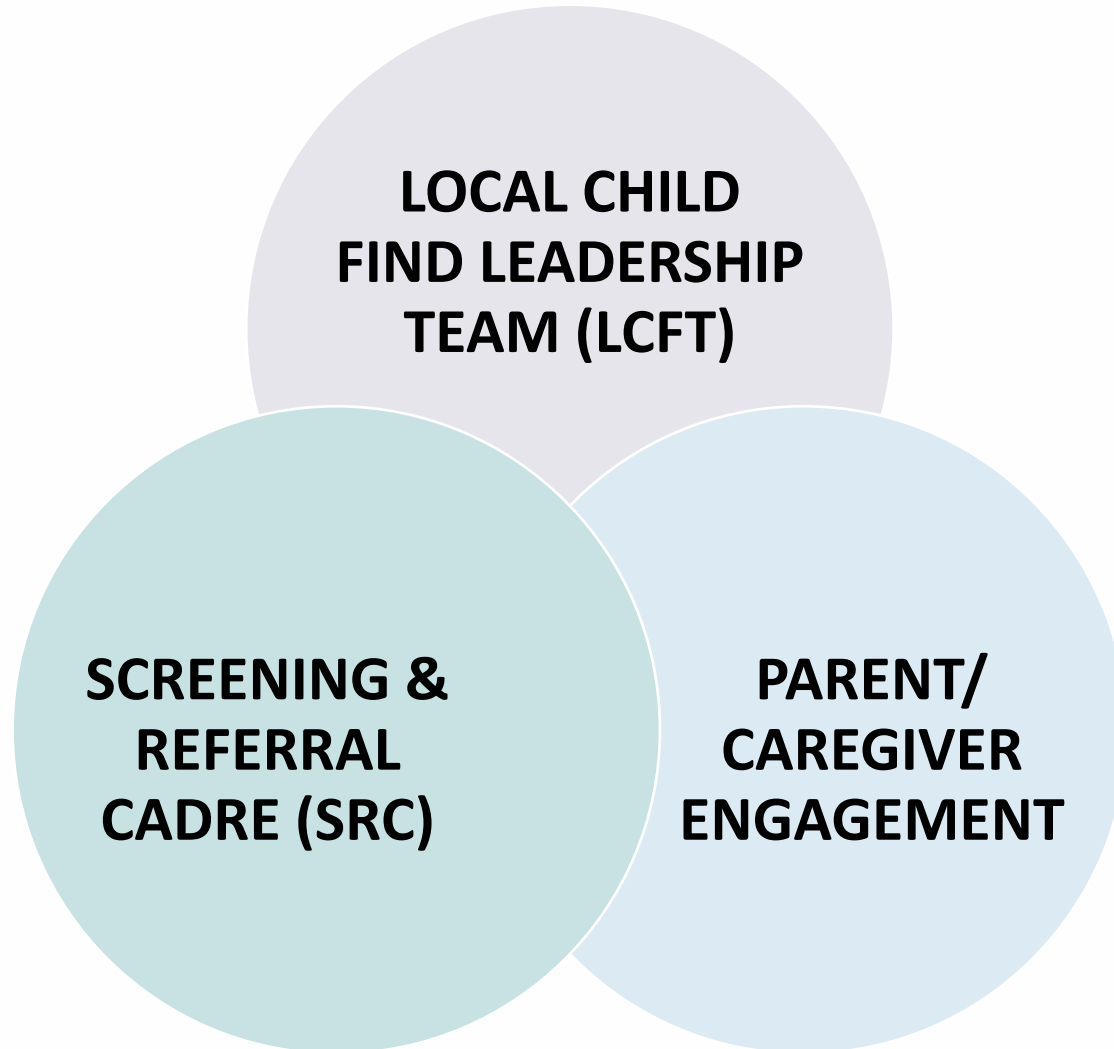 LOCAL CHILD
FIND LEADERSHIP
TEAM (LCFT)
SCREENING &
REFERRAL
CADRE (SRC)
PARENT/
CAREGIVER
ENGAGEMENT